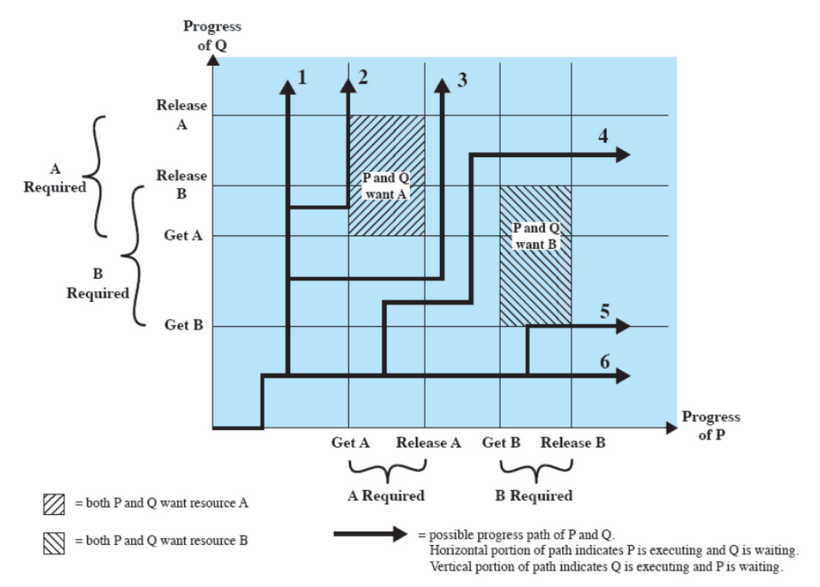 Progress
of Q
1
2
3
Release
A
4
A
Required
Release
B
P and Q
want A
Get A
P and Q
want B
B
Required
Get B
5
6
Progress
of P
Get A
Release A
Get B
Release B
A Required
B Required
= both P and Q want resource A
= both P and Q want resource B
= possible progress path of P and Q.
Horizontal portion of path indicates P is executing and Q is waiting.
Vertical portion of path indicates Q is executing and P is waiting.